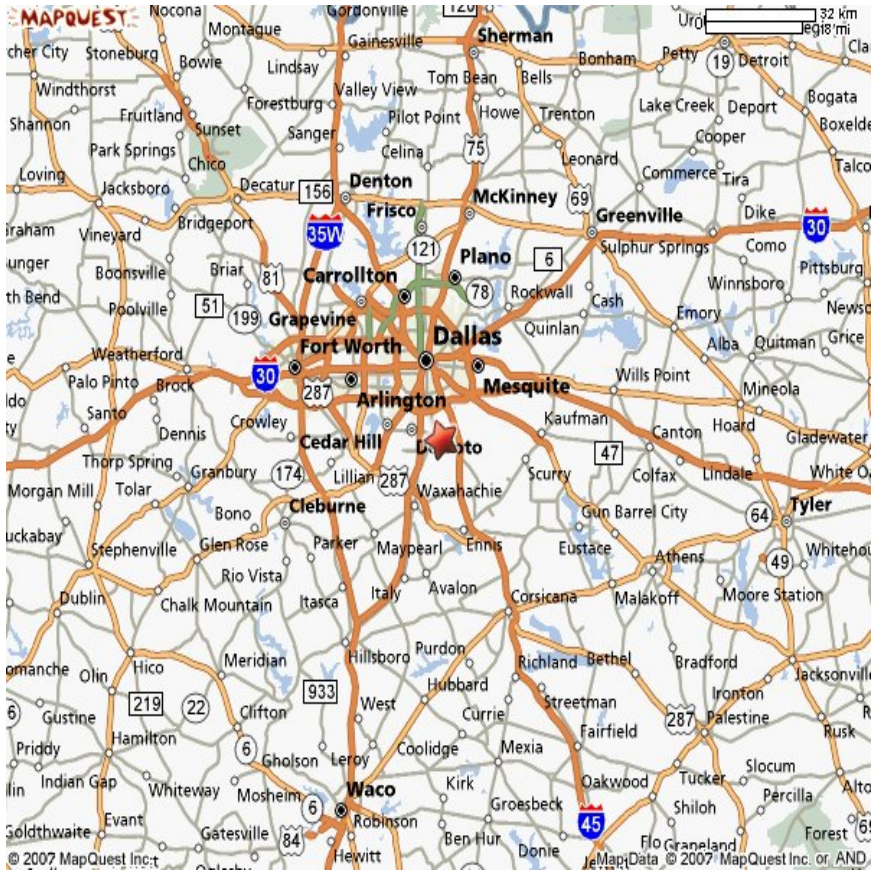 MAPQUEST
Nocona
Gordonville
120
32 km
Montague
Gainesville
Sherman
Stoneburg
Bowie
Lindsay
Bonham
Petty
19
Detroit
Windthorst
Valley View
Tom Bean
Bells
Bogata
Fruitland
Forestburg
Howe
Trenton
Lake Creek
Deport
Shannon
Sunset
Sanger
Pilot Point
75
Cooper
Park Springs
Chico
Celina
Leonard
Commerce
Tira
Loving
Jacksboro
Decatur
156
Denton
McKinney
69
Bridgeport
Frisco
Greenville
Dike
30
Vineyard
35W
121
6
Sulphur Springs
Como
Boonsville
Briar
81
Carrollton
Plano
78
Rockwall
Cash
Winnsboro
Pittsburg
Poolville
51
199
Grapevine
Quinlan
Emory
Dallas
Alba
Quitman
Grice
Weatherford
Fort Worth
Palo Pinto
Brock
30
287
Arlington
Mesquite
Wills Point
Mineola
Santo
Crowley
Kaufman
Hoard
Gladewater
Dennis
Cedar Hill
47
Canton
Thorp Spring
Granbury
174
Lillian
287
Scurry
Colfax
Lindale
Morgan Mill
Tolar
Waxahachie
Bono
Cleburne
Gun Barrel City
64
Tyler
Stephenville
Glen Rose
Parker
Maypearl
Ennis
Eustace
Athens
49
Rio Vista
Dublin
Chalk Mountain
Itasca
Italy
Avalon
Corsicana
Malakoff
Moore Station
Hico
Meridian
Hillsboro
Purdon
Richland
Bethel
Bradford
Olin
Jacksonville
219
22
933
Hubbard
Streetman
Ironton
Gustine
Clifton
West
Currie
287
Palestine
Hamilton
6
Fairfield
Rusk
Priddy
Gholson
Leroy
Coolidge
Mexia
Indian Gap
Whiteway
Mosheim
Waco
Kirk
Oakwood
Tucker
Slocum
6
Groesbeck
Shiloh
Percilla
Goldthwaite
Evant
Gatesville
84
Robinson
Ben Hur
45
Forest
69
Hewitt
Donie
Grapeland
© 2007 MapQuest Inc.
Map Data © 2007 MapQuest Inc. or AND